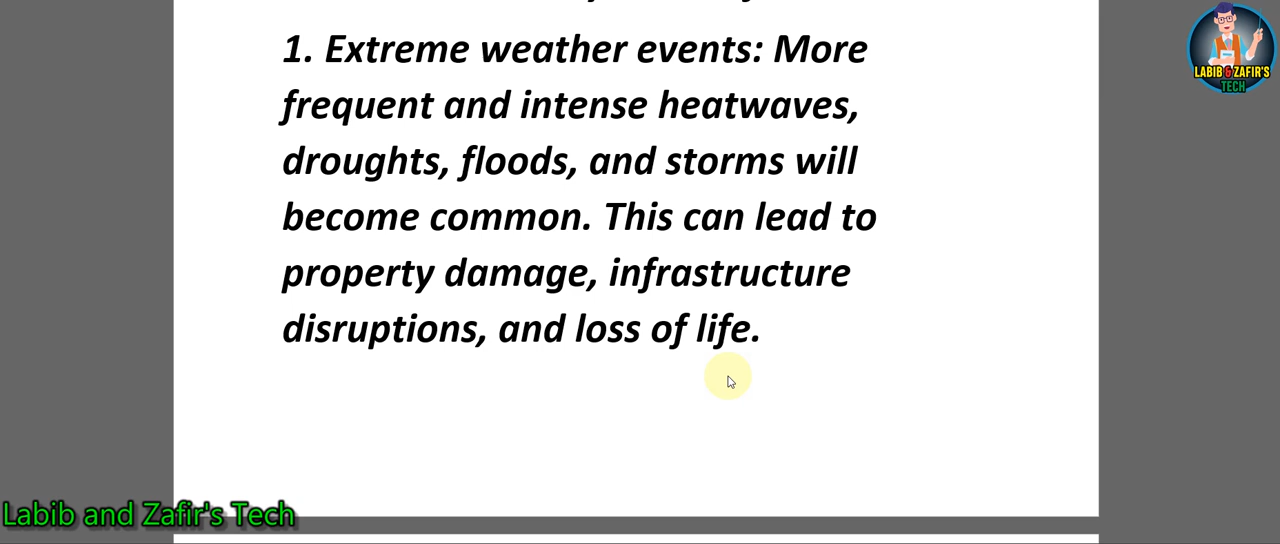 1. Extreme weather events: More
frequent and intense heatwaves,
droughts, floods, and storms will
become common. This can lead to
property damage, infrastructure
disruptions, and loss of life.
LABIB & ZAFIR'S
TECH
Labib and Zafir's Tech